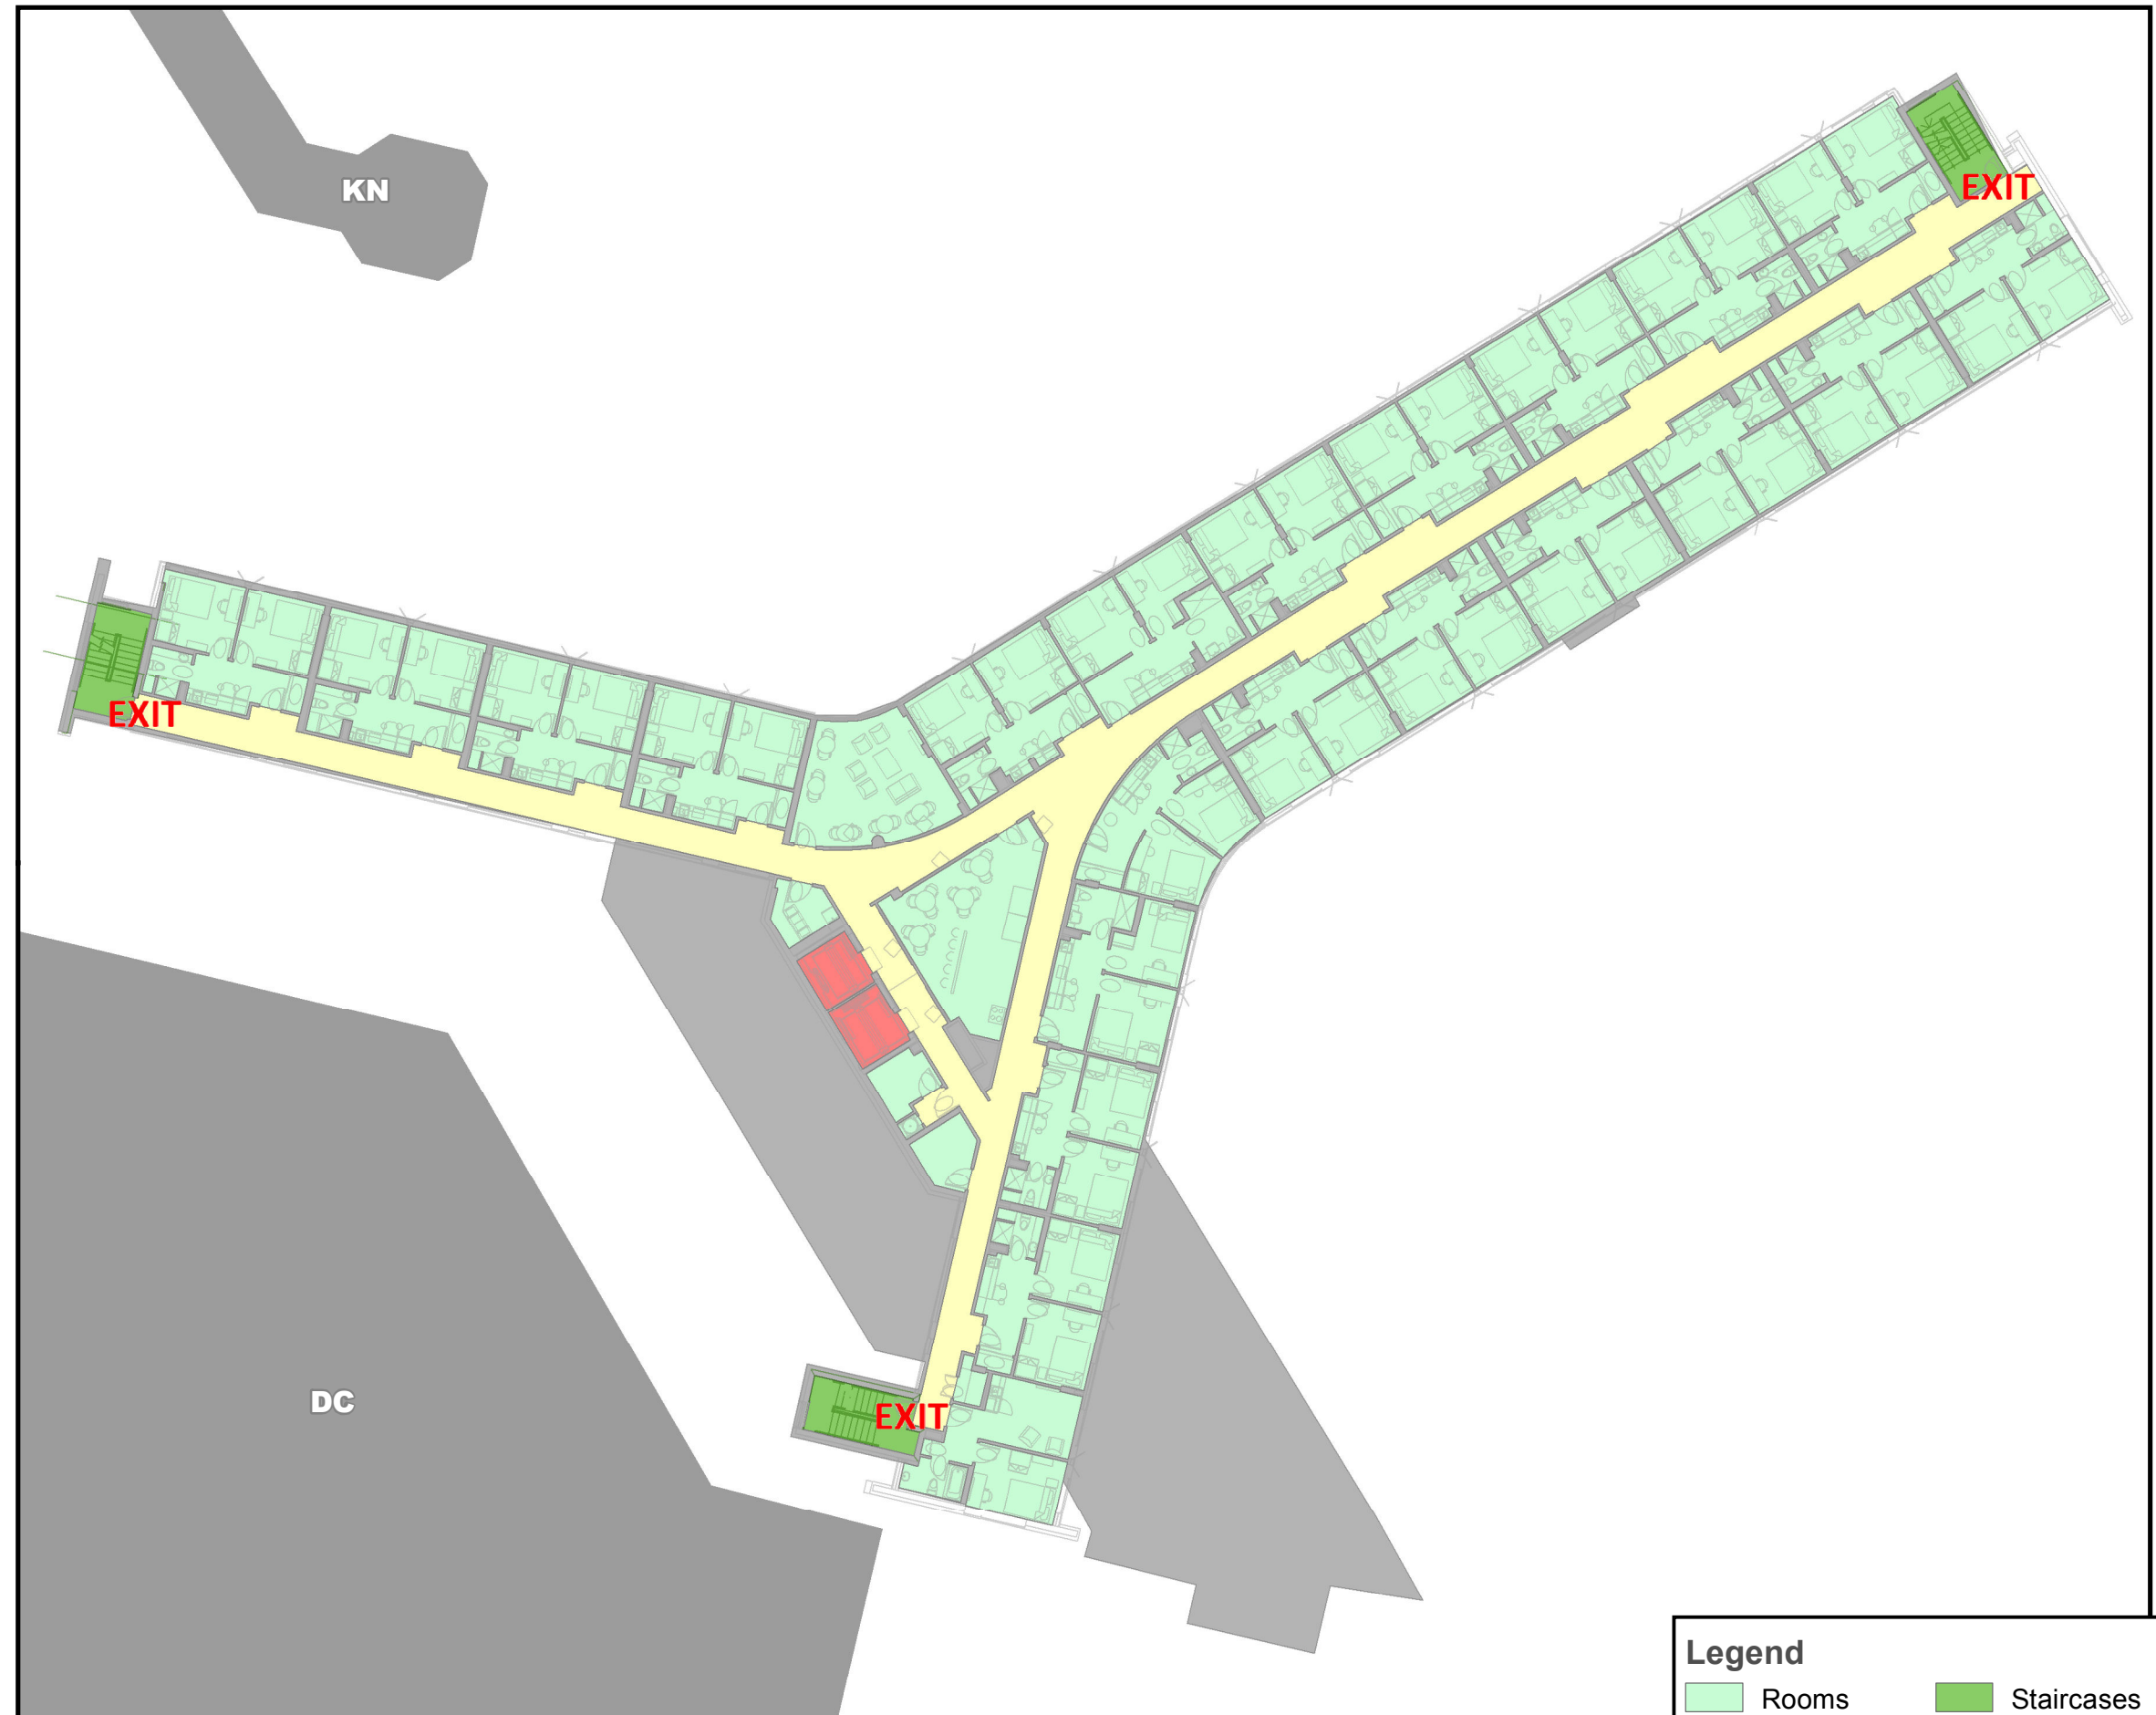 KN
EXIT
EXIT
DC
EXIT
Legend
Rooms
Staircases